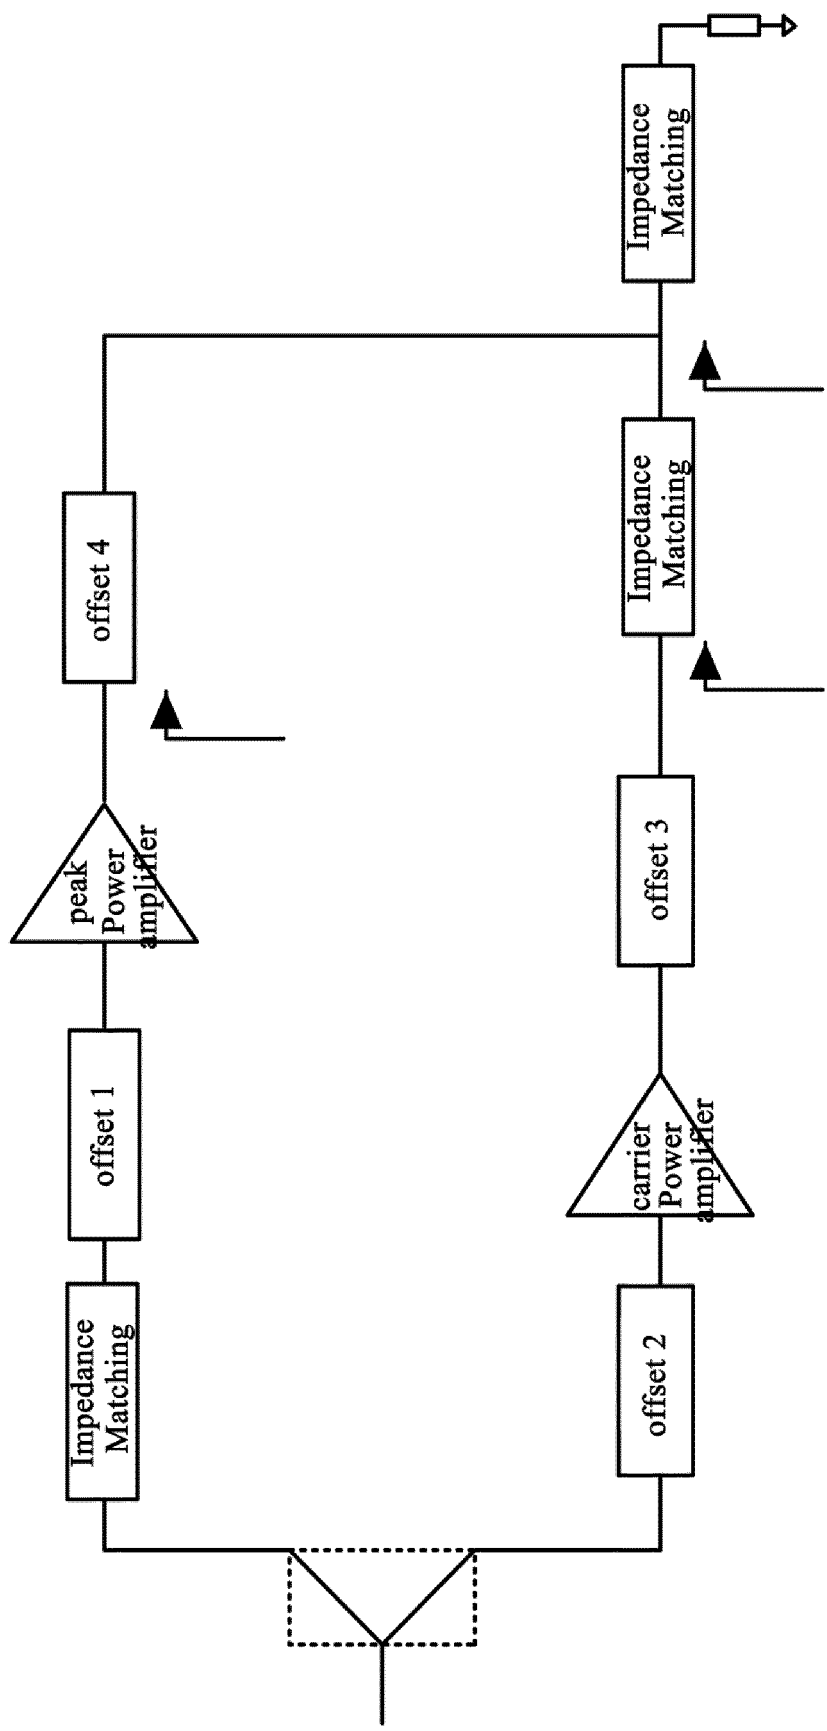 Impedance
Matching
offset 1
peak
Power
amplifier
offset 4
offset 2
carrier
Power
amplifier
offset 3
Impedance
Matching
Impedance
Matching